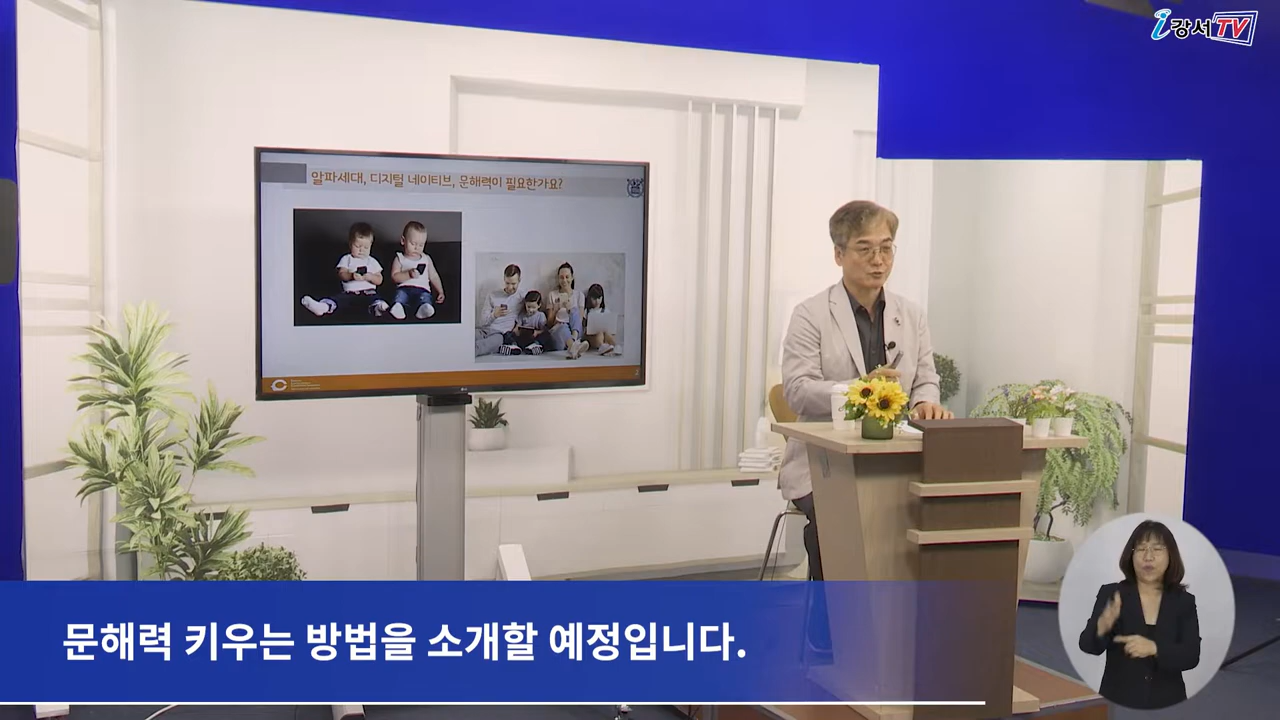 i강서TV
알파세대, 디지털 네이티브, 문해력이 필요한가요?
LG
문해력 키우는 방법을 소개할 예정입니다.